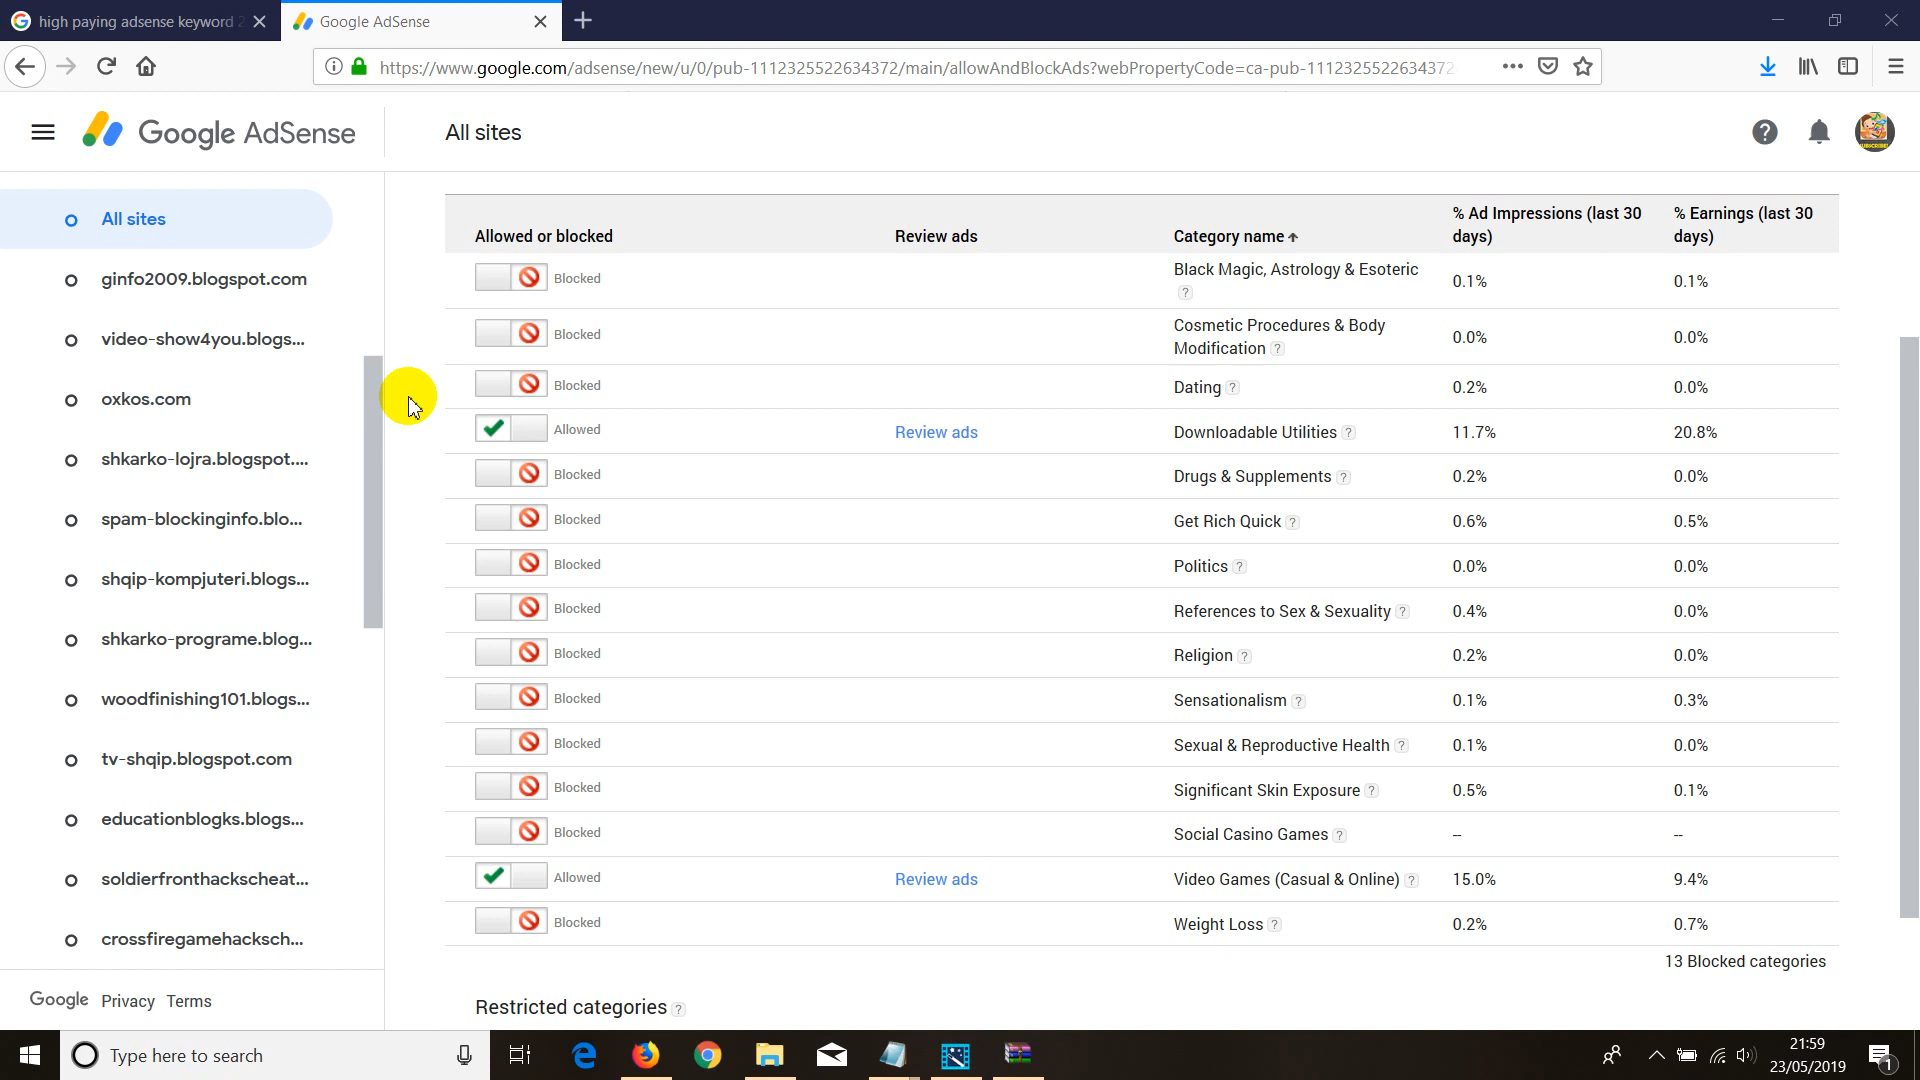 high paying adsense keyword 2
Google AdSense
https://www.google.com/adsense/new/u/0/pub-1112325522634372/main/allowAndBlockAds?webPropertyCode=ca-pub-1112325522634372
Google AdSense
All sites
All sites
ginfo2009.blogspot.com
video-show4you.blogs...
oxkos.com
shkarko-lojra.blogspot....
spam-blockinginfo.blo...
shqip-kompjuteri.blogs...
shkarko-programe.blog...
woodfinishing101.blogs...
tv-shqip.blogspot.com
educationblogks.blogs...
soldierfronthackscheat...
crossfiregamehacksch...
Google Privacy Terms
Allowed or blocked Review ads Category name % Ad Impressions (last 30 days) % Earnings (last 30 days)
Blocked Black Magic, Astrology & Esoteric ? 0.1% 0.1%
Blocked Cosmetic Procedures & Body Modification ? 0.0% 0.0%
Blocked Dating ? 0.2% 0.0%
Allowed Review ads Downloadable Utilities ? 11.7% 20.8%
Blocked Drugs & Supplements ? 0.2% 0.0%
Blocked Get Rich Quick ? 0.6% 0.5%
Blocked Politics ? 0.0% 0.0%
Blocked References to Sex & Sexuality ? 0.4% 0.0%
Blocked Religion ? 0.2% 0.0%
Blocked Sensationalism ? 0.1% 0.3%
Blocked Sexual & Reproductive Health ? 0.1% 0.0%
Blocked Significant Skin Exposure ? 0.5% 0.1%
Blocked Social Casino Games ? -- --
Allowed Review ads Video Games (Casual & Online) ? 15.0% 9.4%
Blocked Weight Loss ? 0.2% 0.7%
13 Blocked categories
Restricted categories ?
Type here to search
21:59
23/05/2019
1